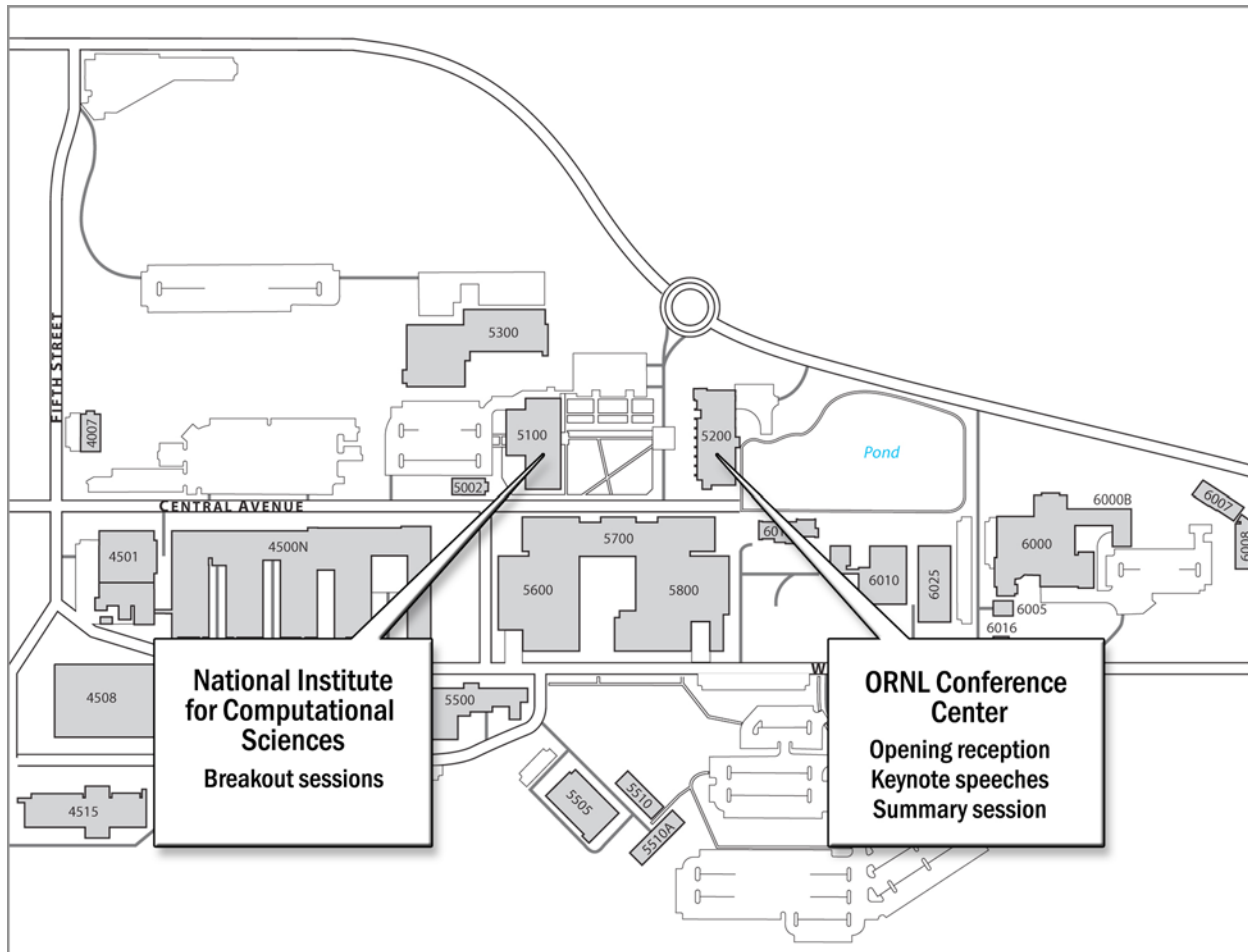 5300
FIFTH STREET
4007
5100
5200
Pond
5002
CENTRAL AVENUE
6000B
6007
6008
4501
4500N
5700
6000
5600
5800
6010
6025
6005
6016
National Institute
for Computational
Sciences
Breakout sessions
ORNL Conference
Center
Opening reception
Keynote speeches
Summary session
4508
5500
4515
5505
5510
5510A